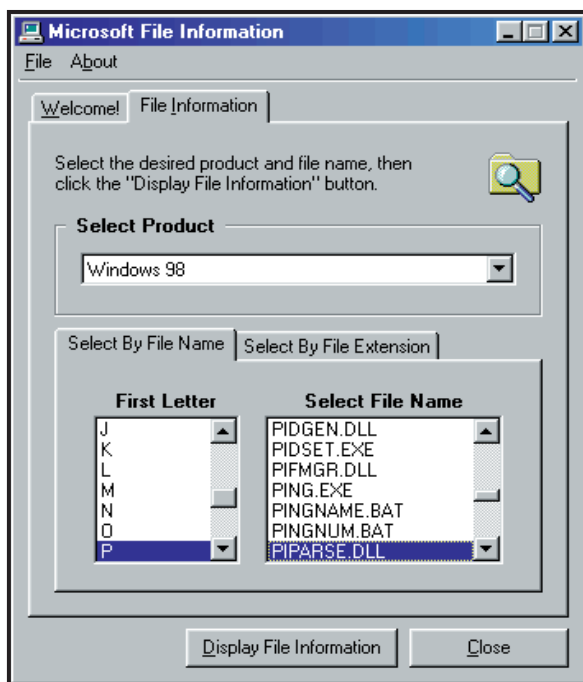 Microsoft File Information
File About
Welcome! File Information
Select the desired product and file name, then
click the "Display File Information" button.
Select Product
Windows 98
Select By File Name Select By File Extension
First Letter
J
K
L
M
N
O
P
Select File Name
PIDGEN.DLL
PIDSET.EXE
PIFMGR.DLL
PING.EXE
PINGNAME.BAT
PINGNUM.BAT
PIPARSE.DLL
Display File Information Close